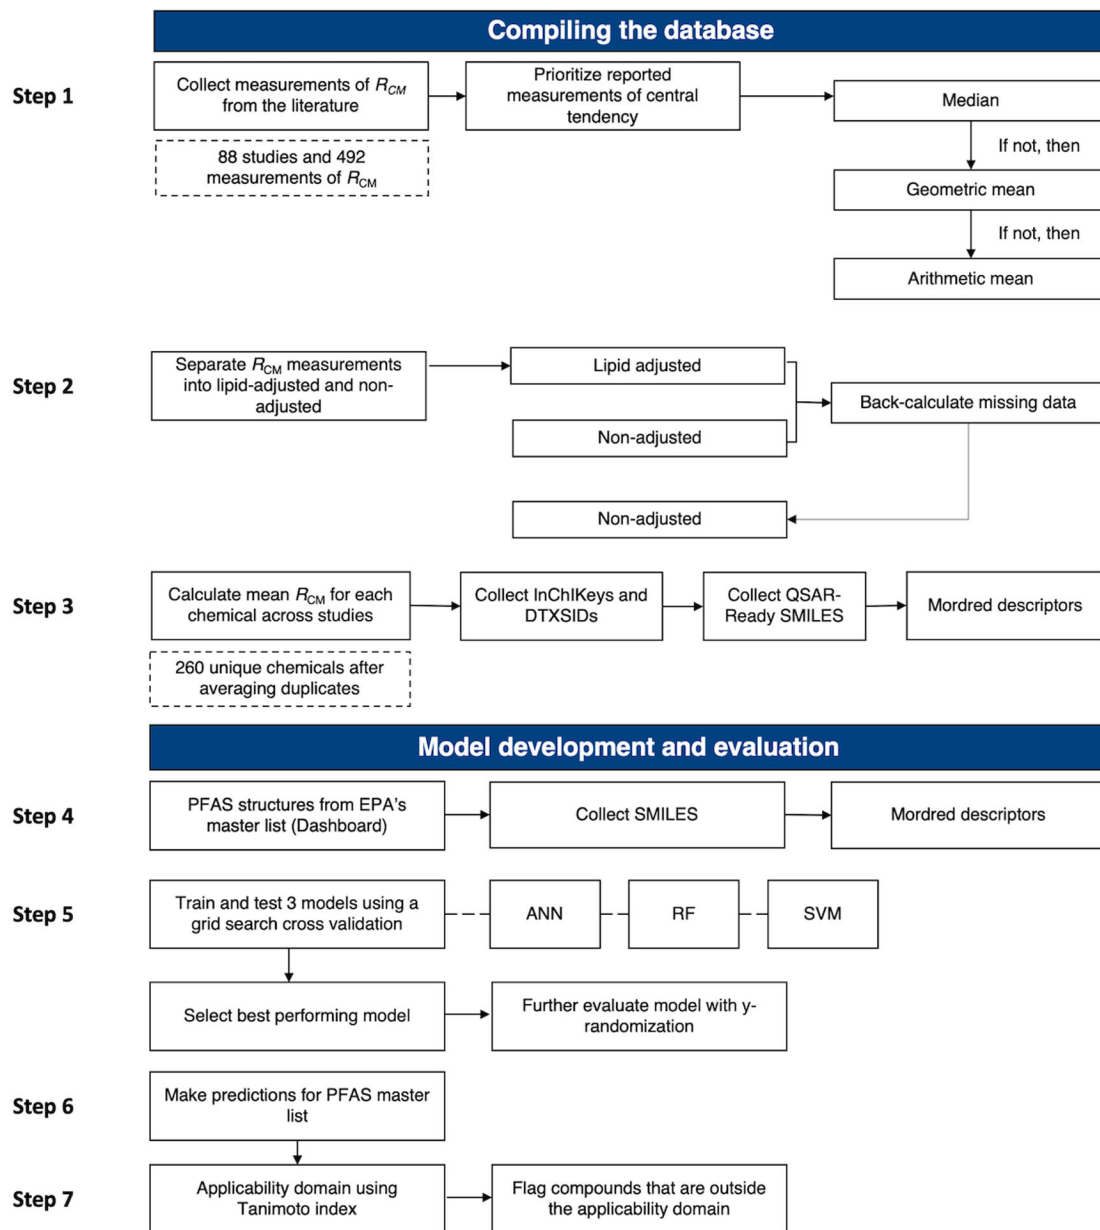 Compiling the database
Step 1
Collect measurements of RCM
from the literature
Prioritize reported
measurements of central
tendency
Median
88 studies and 492
measurements of RCM
If not, then
Geometric mean
If not, then
Arithmetic mean
Step 2
Separate RCM measurements
into lipid-adjusted and non-
adjusted
Lipid adjusted
Back-calculate missing data
Non-adjusted
Non-adjusted
Step 3
Calculate mean RCM for each
chemical across studies
Collect InChIKeys and
DTXSIDs
Collect QSAR-
Ready SMILES
Mordred descriptors
260 unique chemicals after
averaging duplicates
Model development and evaluation
Step 4
PFAS structures from EPA's
master list (Dashboard)
Collect SMILES
Mordred descriptors
Step 5
Train and test 3 models using a
grid search cross validation
ANN
RF
SVM
Select best performing model
Further evaluate model with y-
randomization
Step 6
Make predictions for PFAS master
list
Step 7
Applicability domain using
Tanimoto index
Flag compounds that are outside
the applicability domain